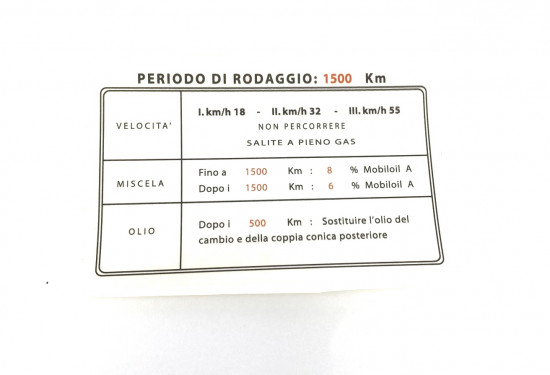 PERIODO DI RODAGGIO: 1500 Km
VELOCITA'
I. km/h 18 - II. km/h 32 - III. km/h 55
NON PERCORRERE
SALITE A PIENO GAS
MISCELA
Fino a 1500 Km : 8 % Mobiloil A
Dopo i 1500 Km : 6 % Mobiloil A
OLIO
Dopo i 500 Km : Sostituire l'olio del
cambio e della coppia conica posteriore